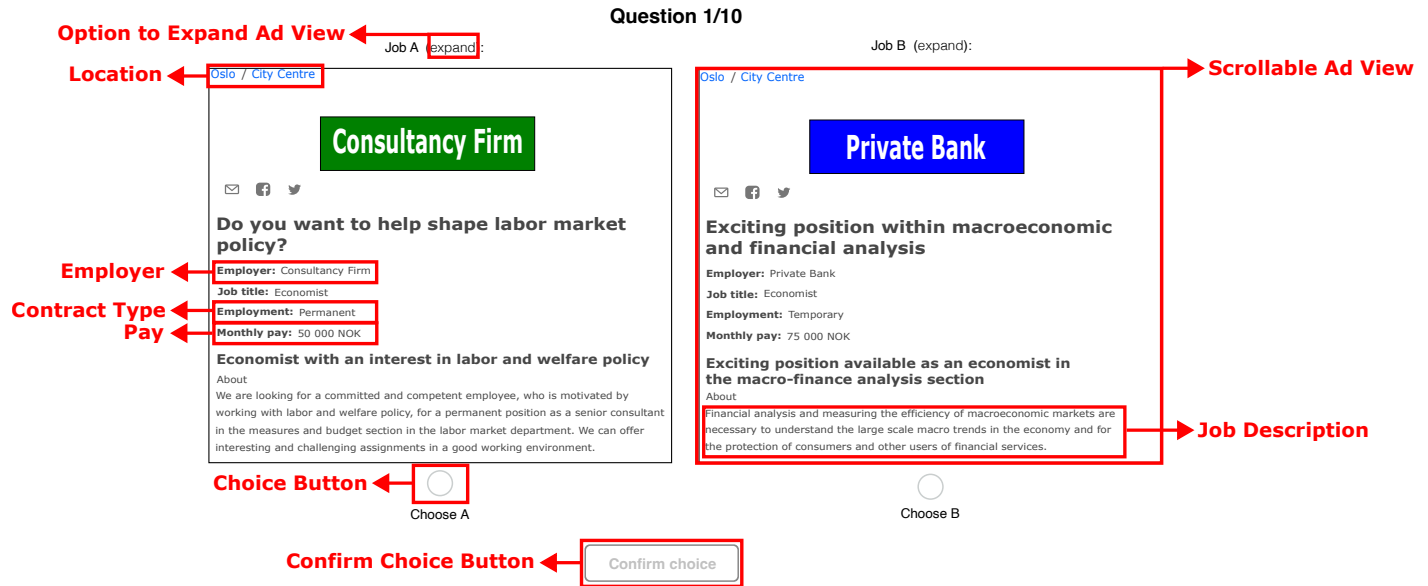 Question 1/10
Option to Expand Ad View
Job A (expand):
Job B (expand):
Location
Oslo / City Centre
Oslo / City Centre
Scrollable Ad View
Consultancy Firm
Private Bank
Do you want to help shape labor market
policy?
Exciting position within macroeconomic
and financial analysis
Employer
Employer: Consultancy Firm
Employer: Private Bank
Job title: Economist
Job title: Economist
Contract Type
Employment: Permanent
Employment: Temporary
Pay
Monthly pay: 50 000 NOK
Monthly pay: 75 000 NOK
Economist with an interest in labor and welfare policy
About
We are looking for a committed and competent employee, who is motivated by
working with labor and welfare policy, for a permanent position as a senior consultant
in the measures and budget section in the labor market department. We can offer
interesting and challenging assignments in a good working environment.
Exciting position available as an economist in
the macro-finance analysis section
About
Financial analysis and measuring the efficiency of macroeconomic markets are
necessary to understand the large scale macro trends in the economy and for
the protection of consumers and other users of financial services.
Job Description
Choice Button
Choose A
Choose B
Confirm Choice Button
Confirm choice